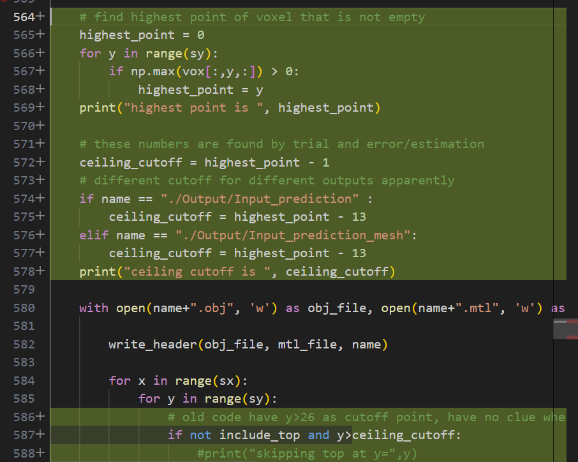 564+ # find highest point of voxel that is not empty
565+ highest_point = 0
566+ for y in range(sy):
567+ if np.max(vox[:,y,:]) > 0:
568+ highest_point = y
569+ print("highest point is ", highest_point)
570+
571+ # these numbers are found by trial and error/estimation
572+ ceiling_cutoff = highest_point - 1
573+ # different cutoff for different outputs apparently
574+ if name == "./Output/Input_prediction" :
575+ ceiling_cutoff = highest_point - 13
576+ elif name == "./Output/Input_prediction_mesh":
577+ ceiling_cutoff = highest_point - 13
578+ print("ceiling cutoff is ", ceiling_cutoff)
579
580 with open(name+".obj", 'w') as obj_file, open(name+".mtl", 'w') as
581
582 write_header(obj_file, mtl_file, name)
583
584 for x in range(sx):
585 for y in range(sy):
586+ # old code have y>26 as cutoff point, have no clue whe
587+ if not include_top and y>ceiling_cutoff:
588+ #print("skipping top at y=",y)